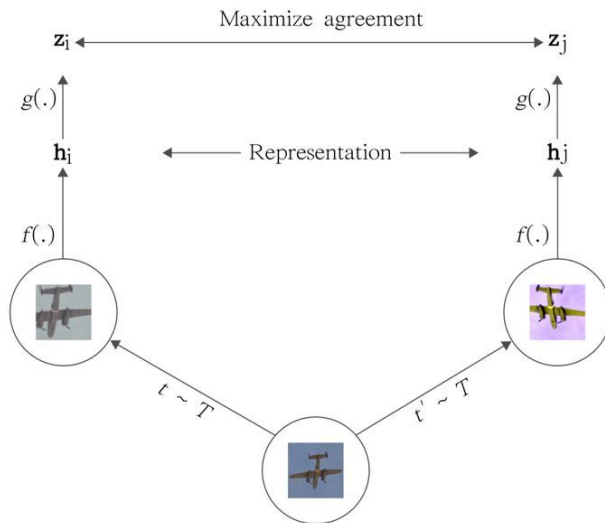 Maximize agreement
zi
zj
g(.)
g(.)
hi
Representation
hj
f(.)
f(.)
t ~ T
t' ~ T